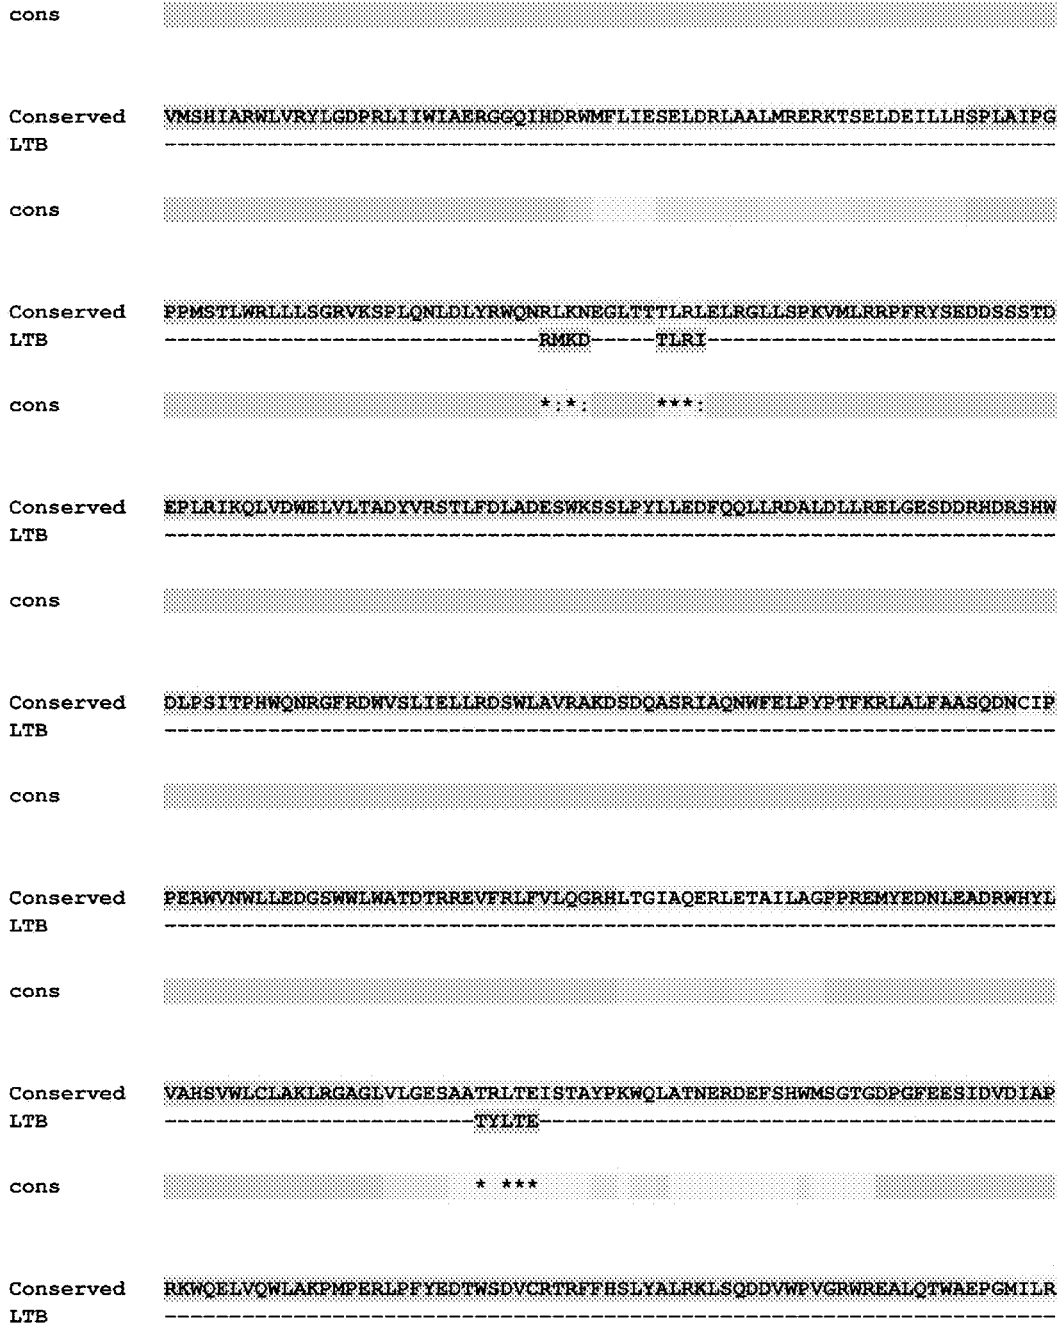 cons
Conserved VMSHIARWLVRYLGDPRLIIWIAERGGQIHDRWMFLIESELDRLAALMRERKTSELDEILLHSPLAIPG
LTB ---------------------------------------------------------------------
cons
Conserved PPMSTLWRLLLSGRVKSPLQNLDLYRWQNRLKNEGLTTTLRLELRGLLSPKVMLRRPFRYSEDDSSSTD
LTB -----------------------------RMKD-----TLRI---------------------------
cons *:*: ***:
Conserved EPLRIKQLVDWELVLTADYVRSTLFDLADESWKSSLPYLLEDFQQLLRDALDLLRELGESDDRHDRSHW
LTB ---------------------------------------------------------------------
cons
Conserved DLPSITPHWQNRGFRDWVSLIELLRDSWLAVRAKDSDQASRIAQNWFELPYPTFKRLALFAASQDNCIP
LTB ---------------------------------------------------------------------
cons
Conserved PERWVNWLLEDGSWWLWATDTRREVFRLFVLQGRHLTGIAQERLETAILAGPPREMYEDNLEADRWHYL
LTB ---------------------------------------------------------------------
cons
Conserved VAHSVWLCLAKLRGAGLVLGESAATRLTEISTAYPKWQLATNERDEFSHWMSGTGDPGFEESIDVDIAP
LTB ------------------------TYLTE----------------------------------------
cons * ***
Conserved RKWQELVQWLAKPMPERLPFYEDTWSDVCRTRFFHSLYALRKLSQDDVWPVGRWREALQTWAEPGMILR
LTB ---------------------------------------------------------------------